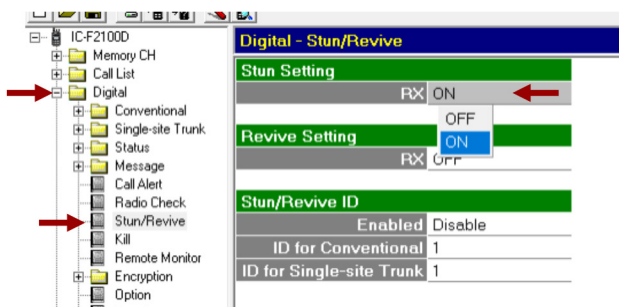 IC-F2100D
Memory CH
Call List
Digital
Conventional
Single-site Trunk
Status
Message
Call Alert
Radio Check
Stun/Revive
Kill
Remote Monitor
Encryption
Option
Digital - Stun/Revive
Stun Setting
RX ON
OFF
ON
Revive Setting
RX OFF
Stun/Revive ID
Enabled Disable
ID for Conventional 1
ID for Single-site Trunk 1